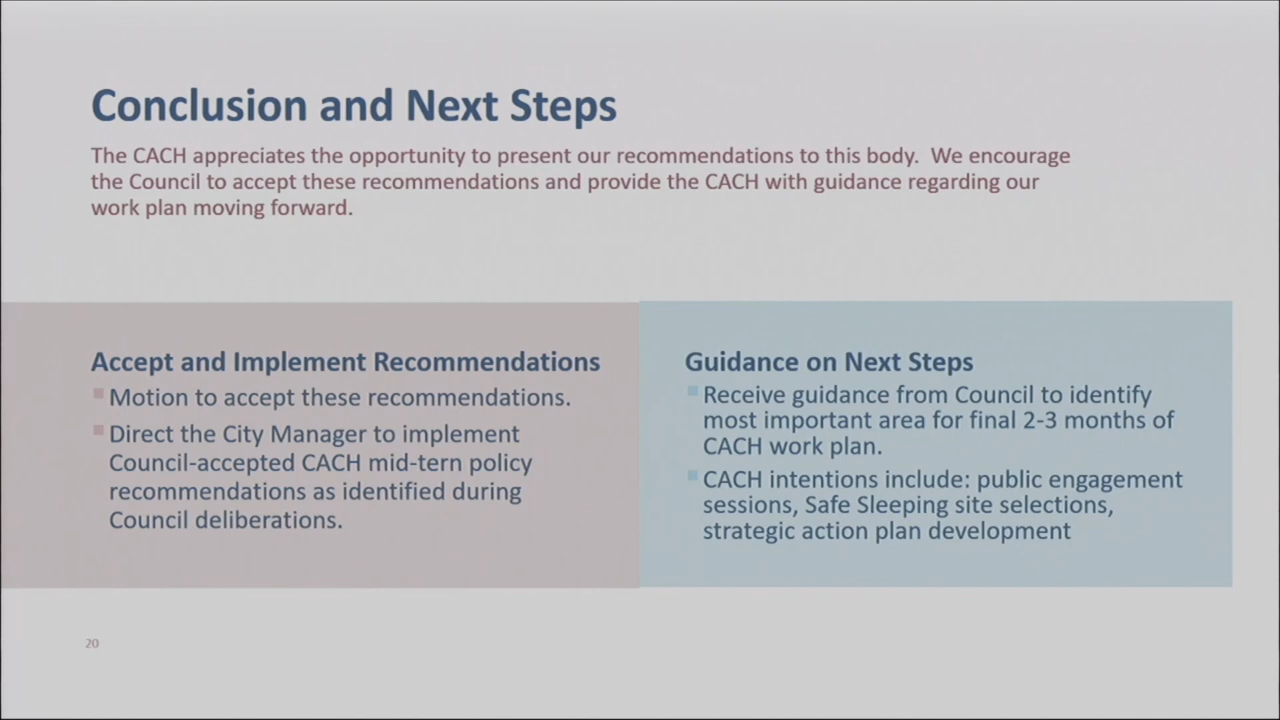 Conclusion and Next Steps
The CACH appreciates the opportunity to present our recommendations to this body.  We encourage
the Council to accept these recommendations and provide the CACH with guidance regarding our
work plan moving forward.
Accept and Implement Recommendations
Motion to accept these recommendations.
Direct the City Manager to implement
Council-accepted CACH mid-tern policy
recommendations as identified during
Council deliberations.
Guidance on Next Steps
Receive guidance from Council to identify
most important area for final 2-3 months of
CACH work plan.
CACH intentions include: public engagement
sessions, Safe Sleeping site selections,
strategic action plan development
20